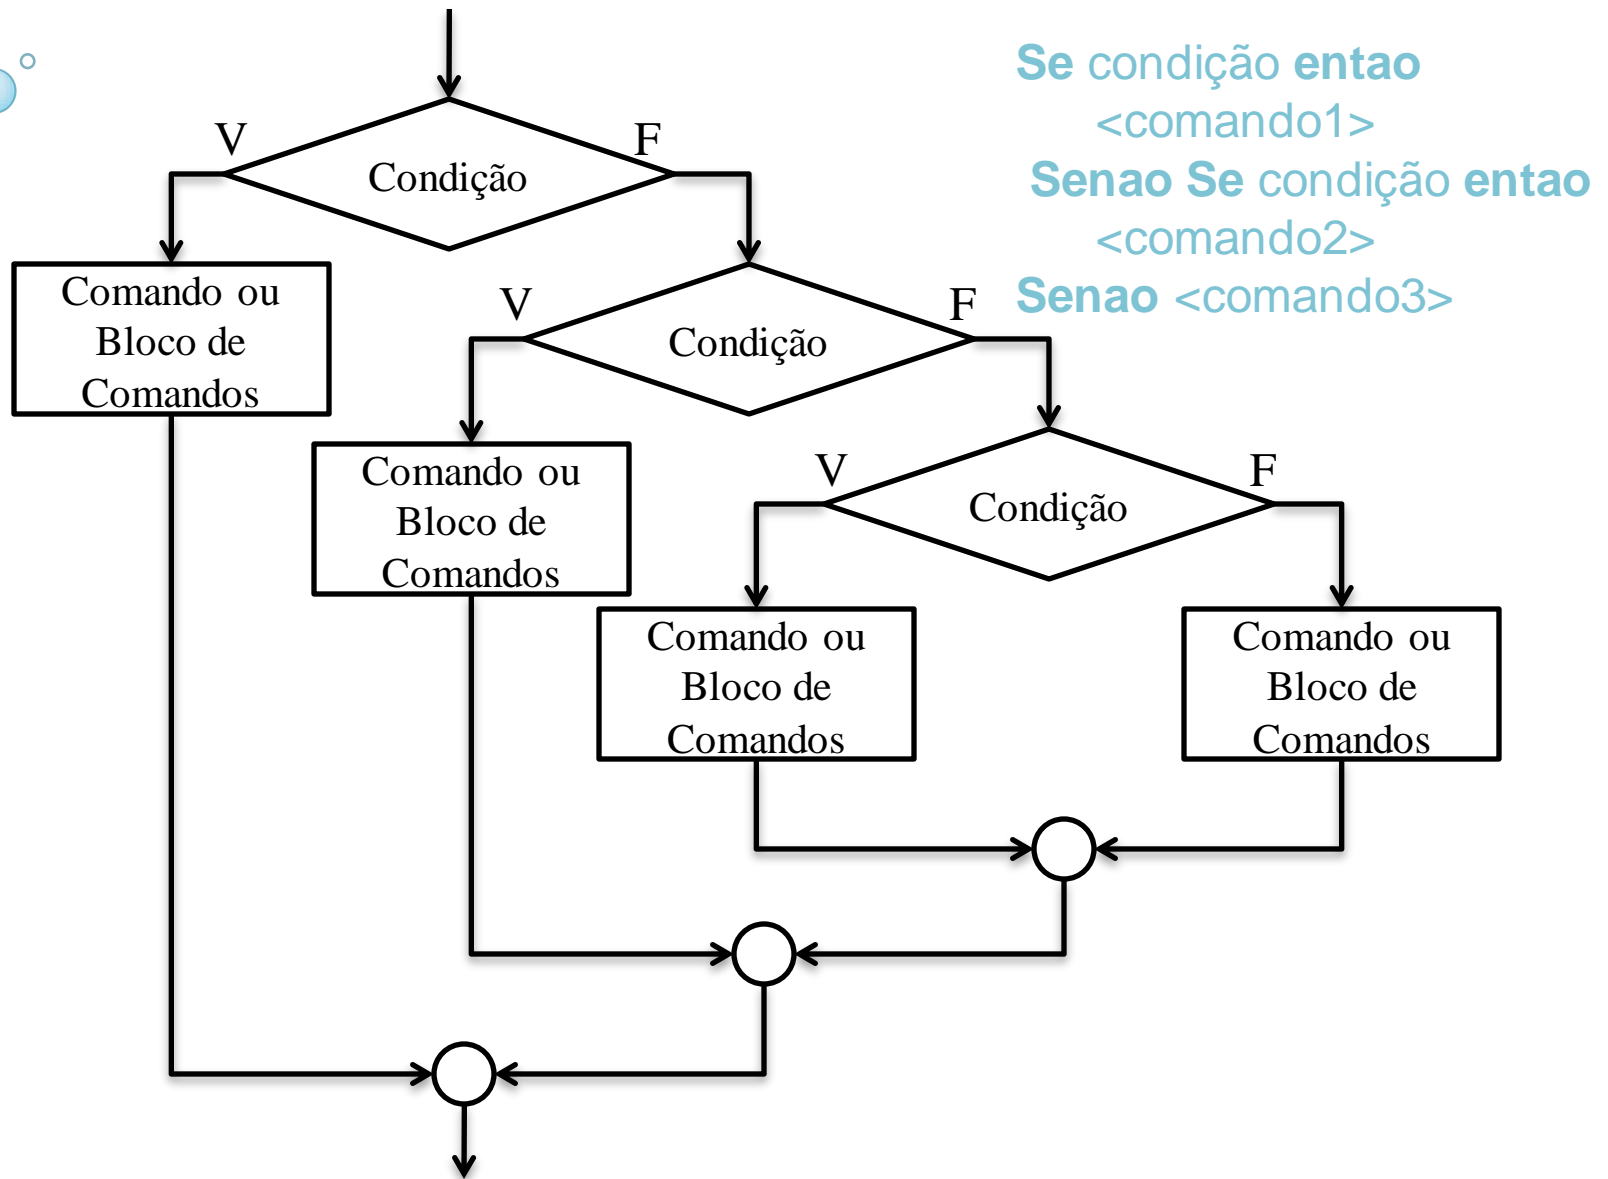 Se condição entao
<comando1>
Senao Se condição entao
<comando2>
Senao <comando3>
V
F
Condição
Comando ou
Bloco de
Comandos
V
F
Condição
Comando ou
Bloco de
Comandos
V
F
Condição
Comando ou
Bloco de
Comandos
Comando ou
Bloco de
Comandos